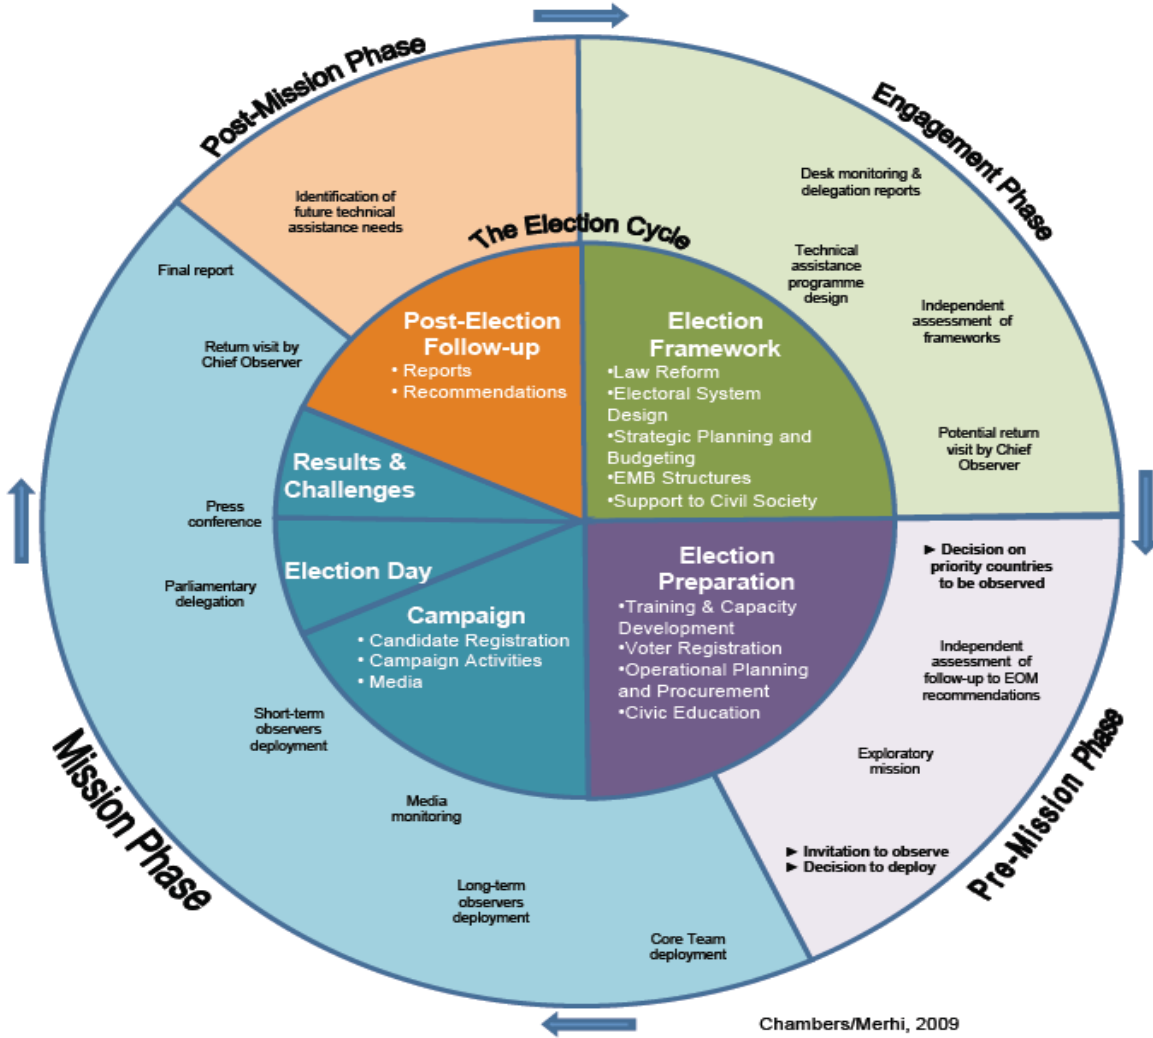 Post-Mission Phase
Engagement Phase
Desk monitoring &
delegation reports
Identification of
future technical
assistance needs
The Election Cycle
Technical
assistance
programme
design
Final report
Independent
assessment of
frameworks
Post-Election
Follow-up
• Reports
• Recommendations
Election
Framework
•Law Reform
•Electoral System
Design
•Strategic Planning and
Budgeting
•EMB Structures
•Support to Civil Society
Return visit by
Chief Observer
Potential return
visit by Chief
Observer
Results &
Challenges
Press
conference
Election Day
Parliamentary
delegation
Campaign
• Candidate Registration
• Campaign Activities
• Media
Election
Preparation
•Training & Capacity
Development
•Voter Registration
•Operational Planning
and Procurement
•Civic Education
► Decision on
priority countries
to be observed
Independent
assessment of
follow-up to EOM
recommendations
Exploratory
mission
► Invitation to observe
► Decision to deploy
Pre-Mission Phase
Short-term
observers
deployment
Media
monitoring
Long-term
observers
deployment
Core Team
deployment
Mission Phase
Chambers/Merhi, 2009